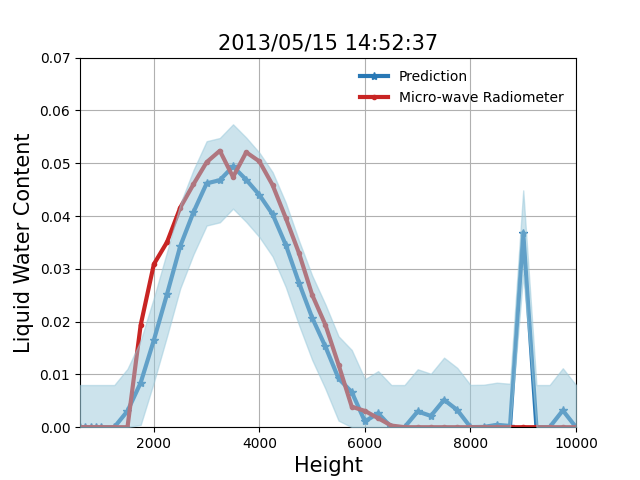 2013/05/15 14:52:37
Prediction
Micro-wave Radiometer
Liquid Water Content
0.07
0.06
0.05
0.04
0.03
0.02
0.01
0.00
2000 4000 6000 8000 10000
Height